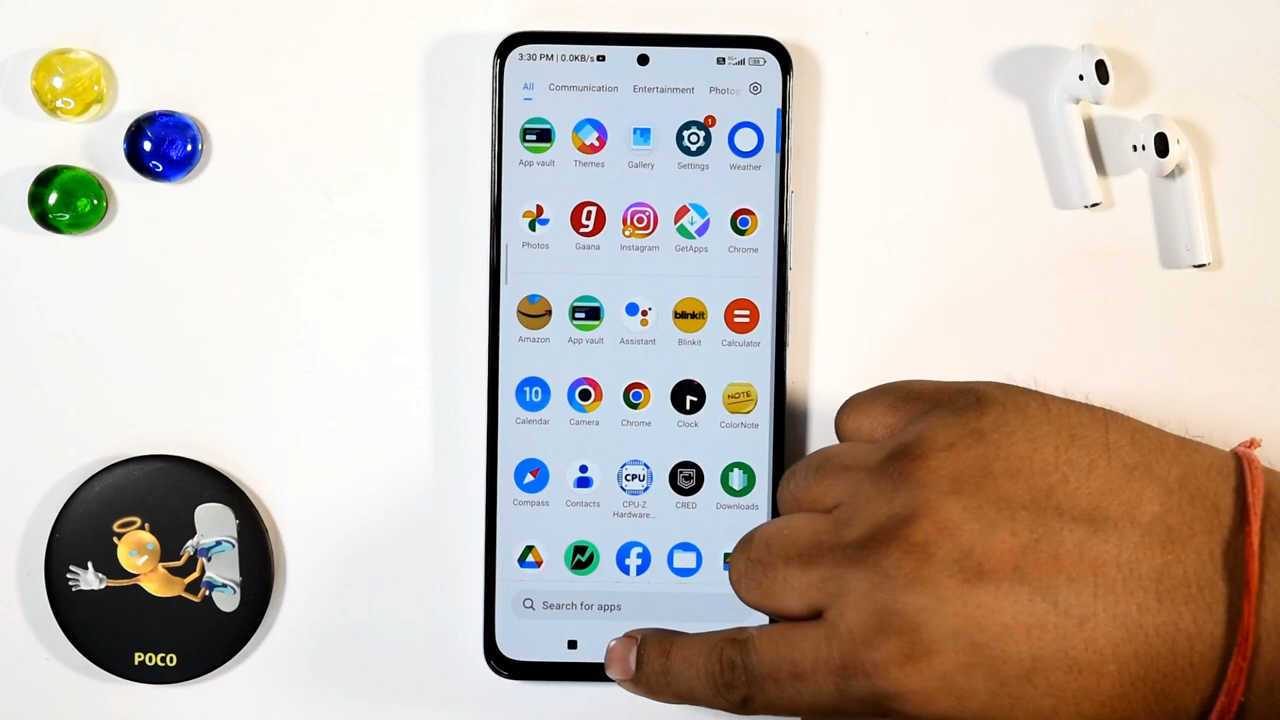 3:30 PM | 0.0KB/s
38
All Communication Entertainment
App vault Themes Gallery Settings Weather
1
Photos Gaana Instagram GetApps Chrome
g
Amazon App vault Assistant Blinkit Calculator
blinkit
10
NOTE
Calendar Camera Chrome Clock ColorNote
CPU
Compass Contacts CPU-Z Hardware... CRED Downloads
Search for apps
POCO